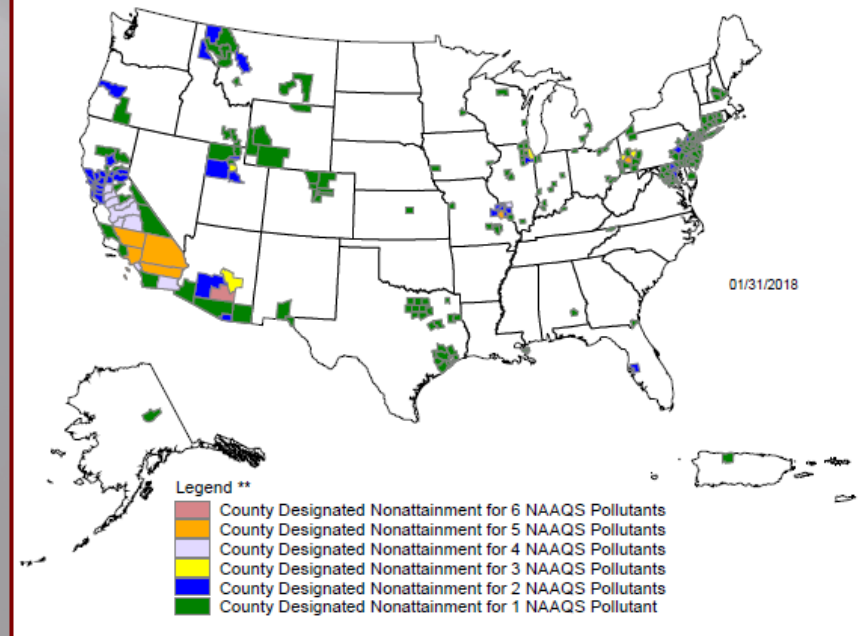 01/31/2018
Legend **
County Designated Nonattainment for 6 NAAQS Pollutants
County Designated Nonattainment for 5 NAAQS Pollutants
County Designated Nonattainment for 4 NAAQS Pollutants
County Designated Nonattainment for 3 NAAQS Pollutants
County Designated Nonattainment for 2 NAAQS Pollutants
County Designated Nonattainment for 1 NAAQS Pollutant